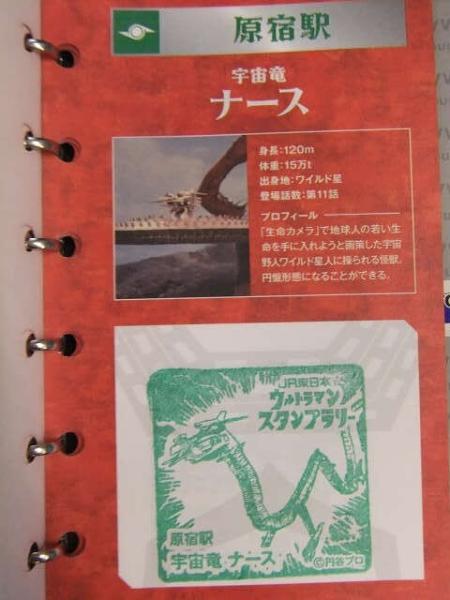 原宿駅
宇宙竜
ナース
身長:120m
体重:15万t
出身地:ワイルド星
登場話数:第11話
プロフィール
「生命カメラ」で地球人の若い生
命を手に入れようと画策した宇宙
野人ワイルド星人に操られる怪獣。
円盤形態になることができる。
JR東日本
ウルトラマン
スタンプラリー
原宿駅
宇宙竜 ナース
©円谷プロ